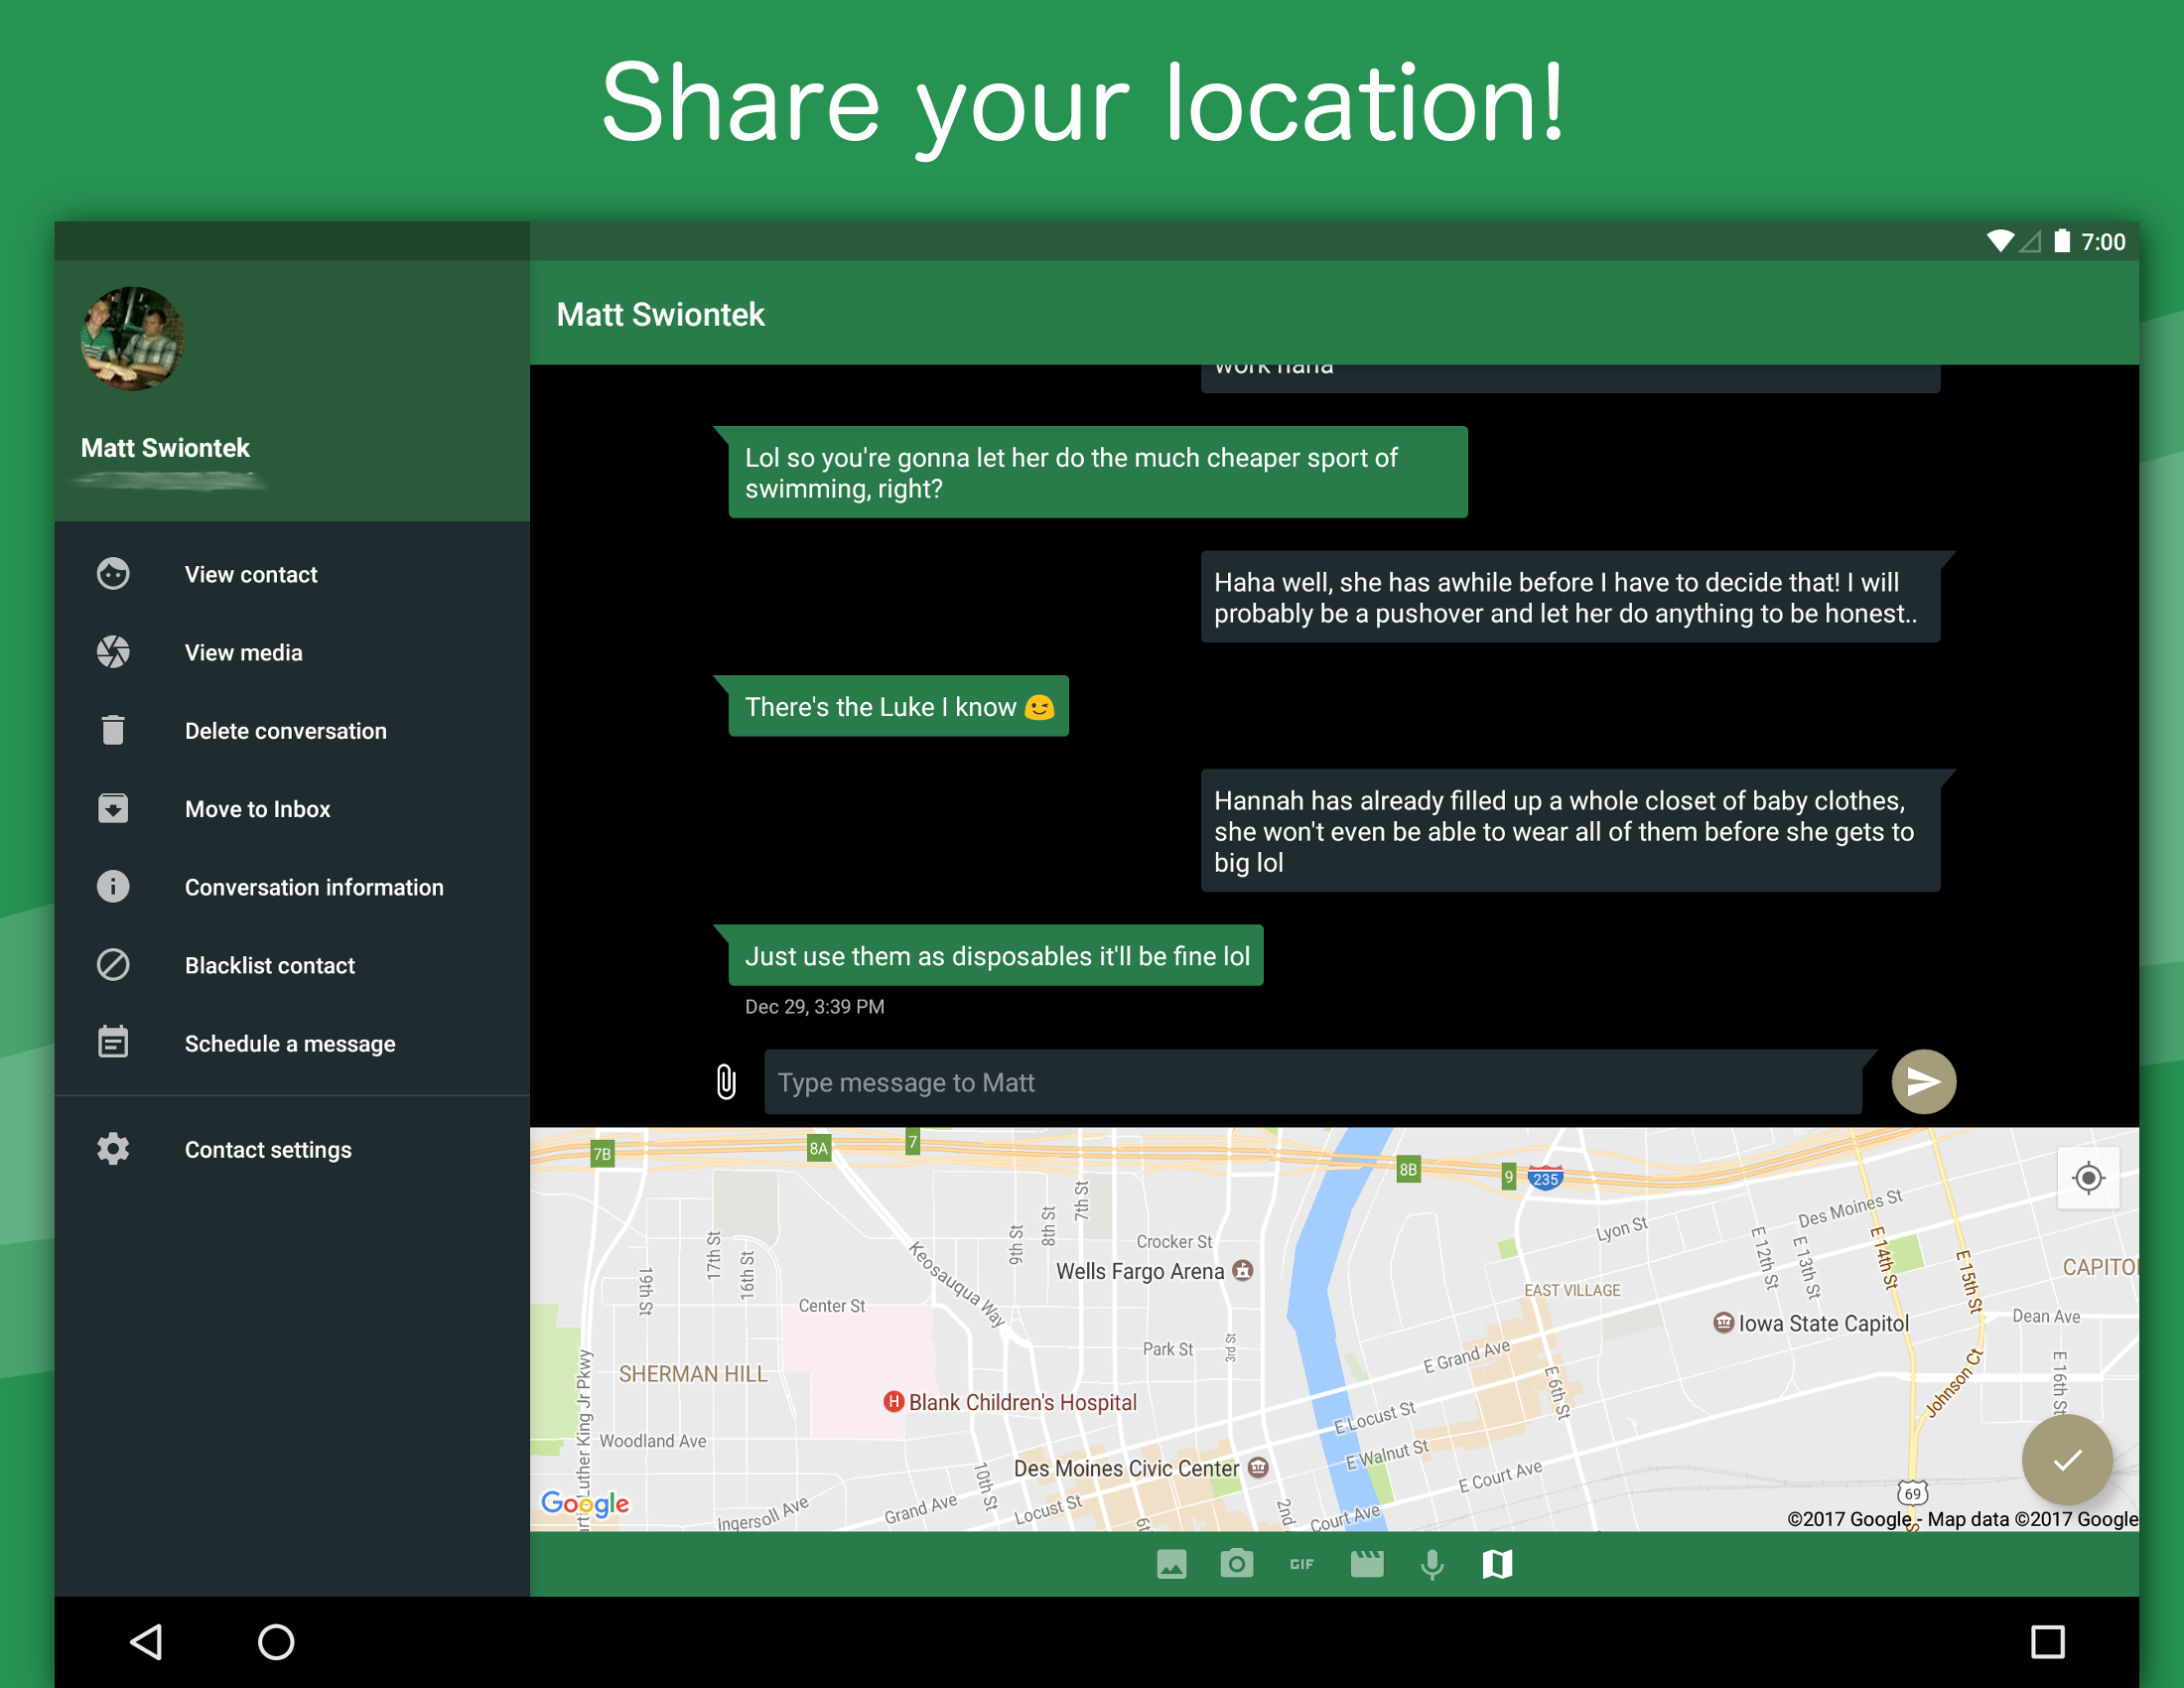 Share your location!
7:00
Matt Swiontek
View contact
View media
Delete conversation
Move to Inbox
Conversation information
Blacklist contact
Schedule a message
Contact settings
Matt Swiontek
work haha
Lol so you're gonna let her do the much cheaper sport of
swimming, right?
Haha well, she has awhile before I have to decide that! I will
probably be a pushover and let her do anything to be honest..
There's the Luke I know
Hannah has already filled up a whole closet of baby clothes,
she won't even be able to wear all of them before she gets to
big lol
Just use them as disposables it'll be fine lol
Dec 29, 3:39 PM
Type message to Matt
7B
8A
7
8B
9
235
7th St
8th St
9th St
17th St
16th St
19th St
Crocker St
Wells Fargo Arena
Keosauqua Way
Center St
Park St
3rd St
SHERMAN HILL
Blank Children's Hospital
Luther King Jr Pkwy
Woodland Ave
Des Moines Civic Center
10th St
Ingersoll Ave
Grand Ave
Locust St
2nd
Court Ave
Lyon St
Des Moines St
E 12th St
E 13th St
E 14th St
E 15th St
CAPITOL
EAST VILLAGE
Iowa State Capitol
Dean Ave
E Grand Ave
E 6th St
E Locust St
E Walnut St
E Court Ave
Johnson Ct
E 16th St
69
Google
©2017 Google - Map data ©2017 Google
GIF